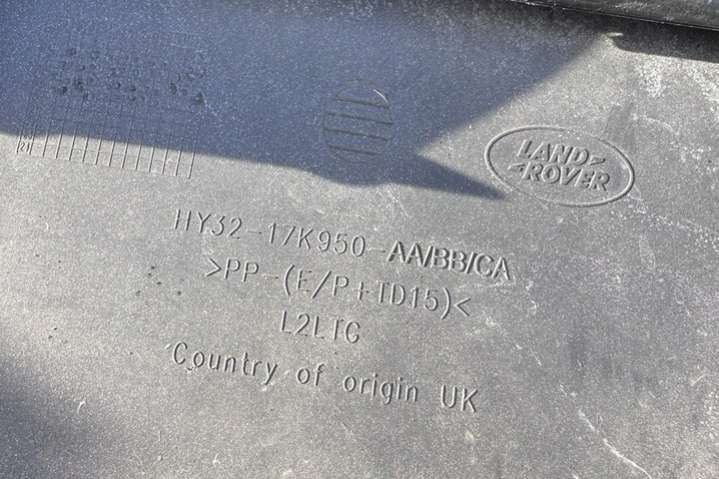 LAND
ROVER
HY32-17K950-AA/BB/CA
>PP-(E/P+TD15)<
L2LTG
Country of origin UK